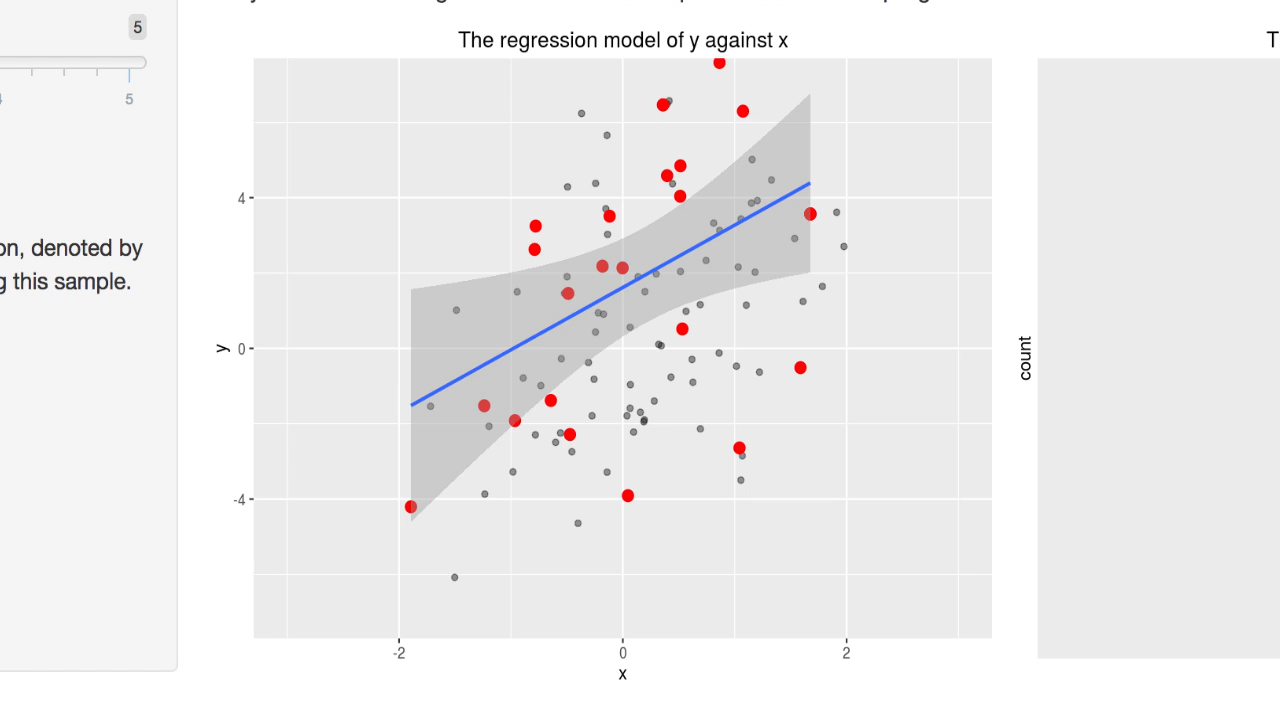 5
5
on, denoted by
g this sample.
The regression model of y against x
4
0
-4
y
-2
0
2
x
T
count